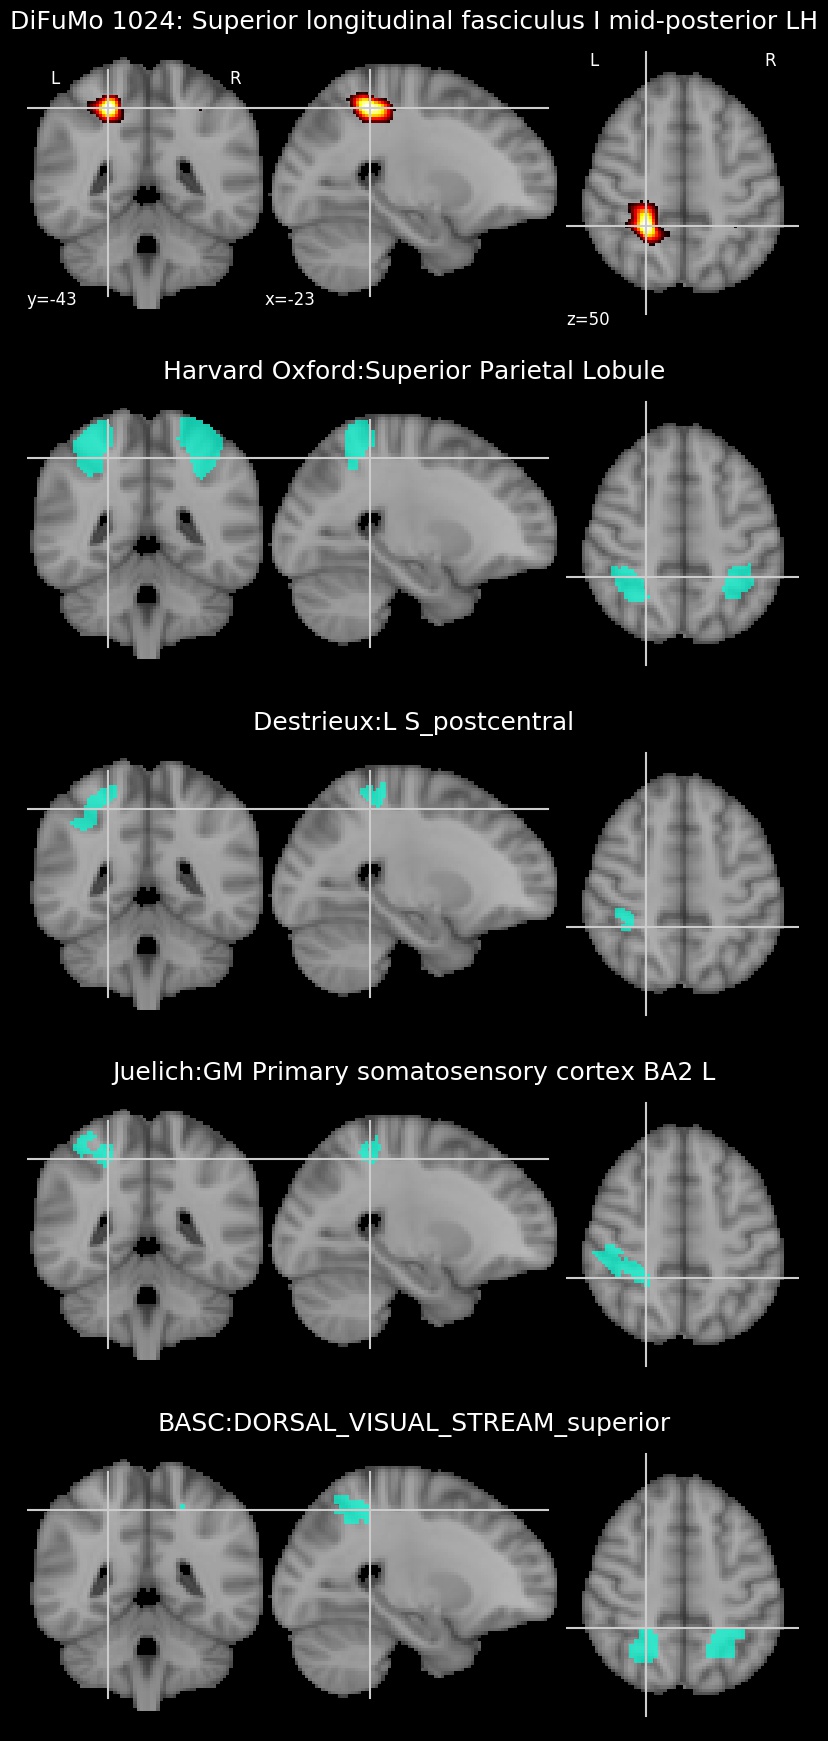 DiFuMo 1024: Superior longitudinal fasciculus I mid-posterior LH
L R L R
y=-43 x=-23 z=50
Harvard Oxford:Superior Parietal Lobule
Destrieux:L S_postcentral
Juelich:GM Primary somatosensory cortex BA2 L
BASC:DORSAL_VISUAL_STREAM_superior